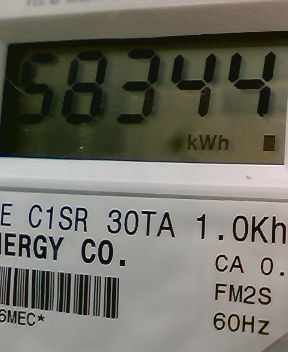 58344
kWh
E C1SR 30TA 1.0Kh
NERGY CO.
CA 0.
FM2S
6MEC*
60Hz